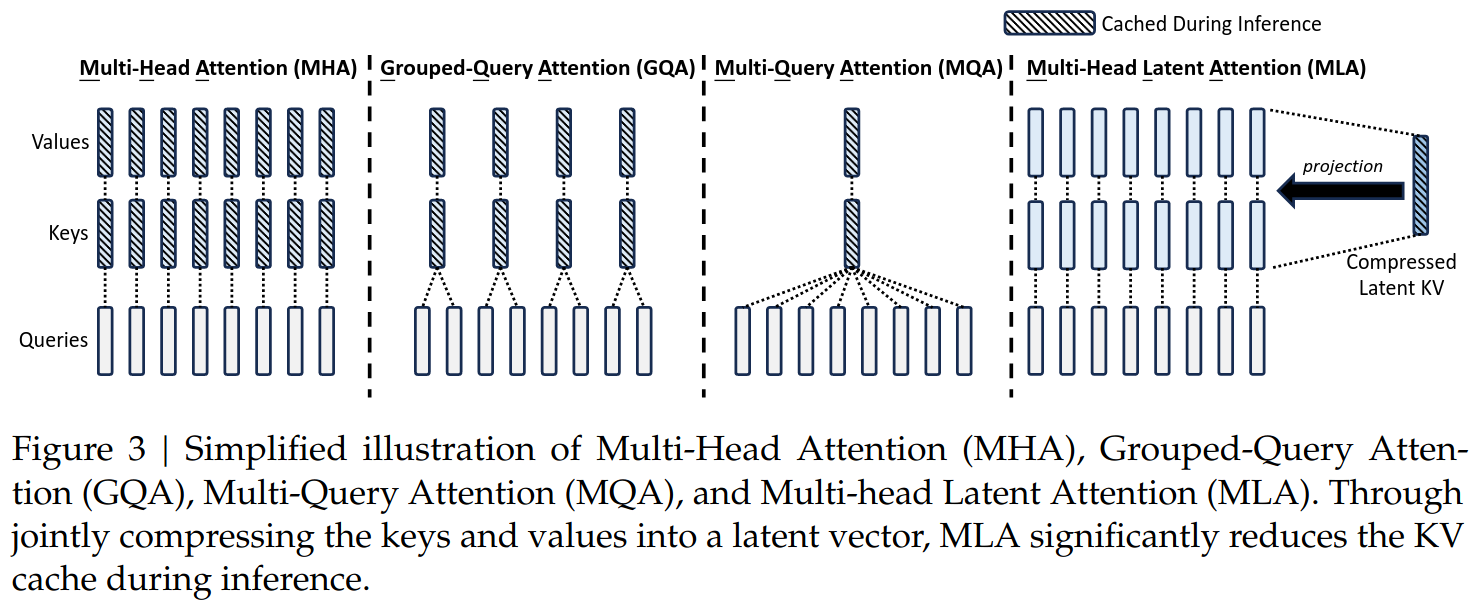 Cached During Inference
Multi-Head Attention (MHA)
Grouped-Query Attention (GQA)
Multi-Query Attention (MQA)
Multi-Head Latent Attention (MLA)
Values
Keys
Queries
projection
Compressed
Latent KV
Figure 3 | Simplified illustration of Multi-Head Attention (MHA), Grouped-Query Atten-
tion (GQA), Multi-Query Attention (MQA), and Multi-head Latent Attention (MLA). Through
jointly compressing the keys and values into a latent vector, MLA significantly reduces the KV
cache during inference.